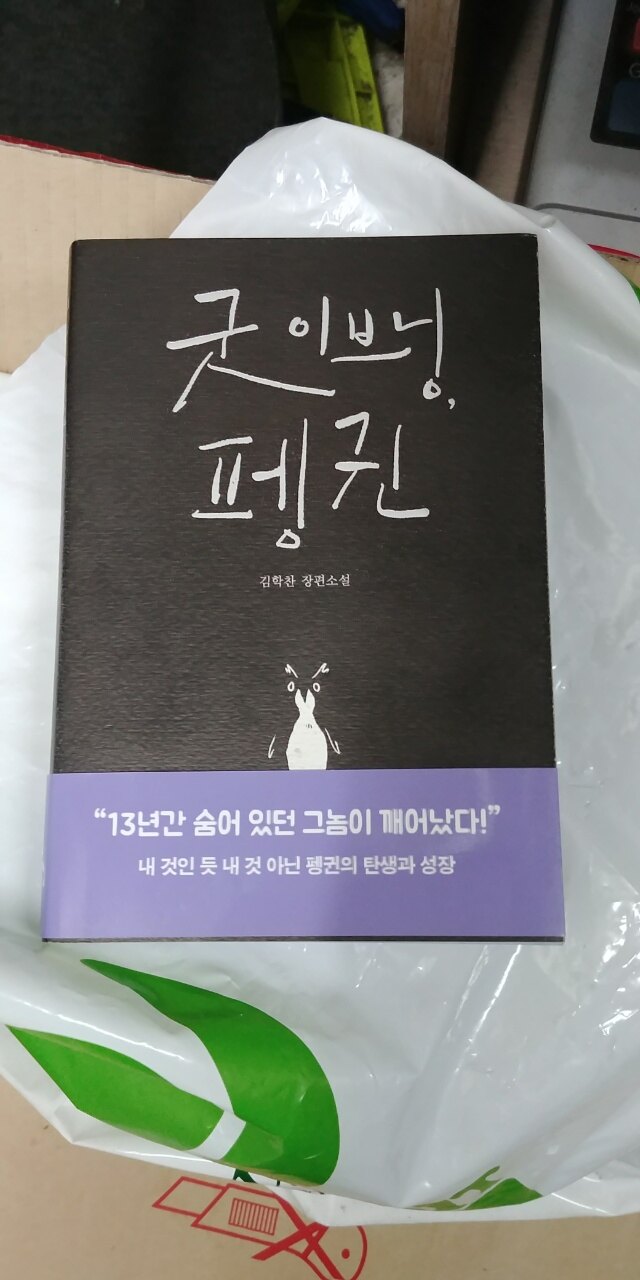 굿 이브닝,
펭귄
김학찬 장편소설
“13년간 숨어 있던 그놈이 깨어났다!”
내 것인 듯 내 것 아닌 펭귄의 탄생과 성장